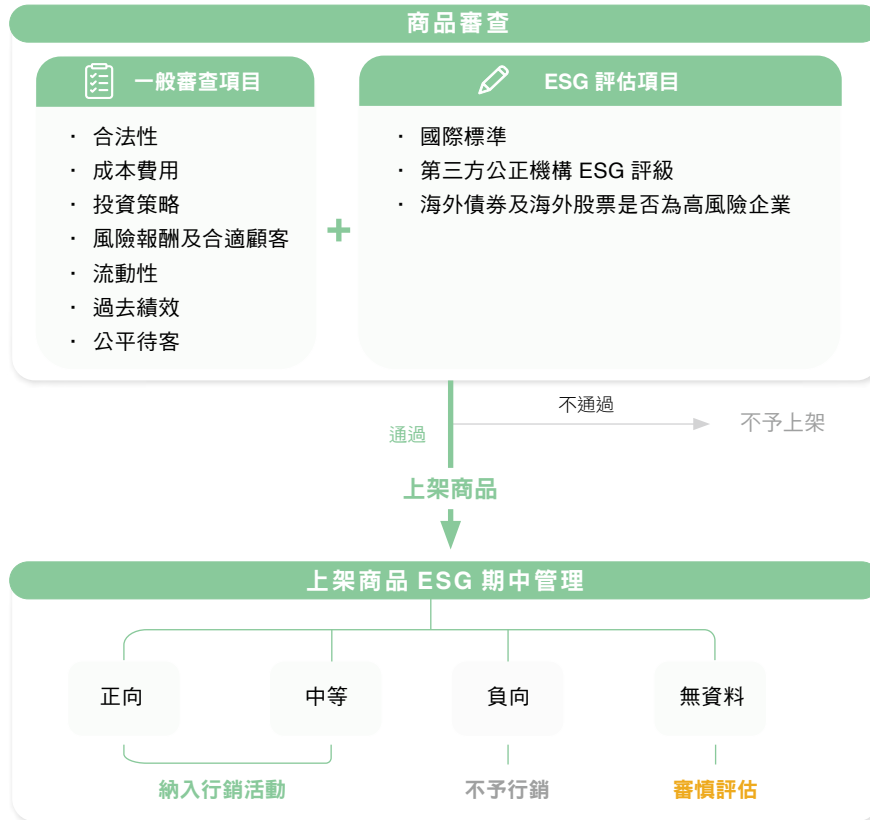 商品審查
一般審查項目
· 合法性
· 成本費用
· 投資策略
· 風險報酬及合適顧客
· 流動性
· 過去績效
· 公平待客
+
ESG 評估項目
· 國際標準
· 第三方公正機構 ESG 評級
· 海外債券及海外股票是否為高風險企業
不通過
不予上架
通過
上架商品
上架商品 ESG 期中管理
正向
中等
負向
無資料
納入行銷活動
不予行銷
審慎評估